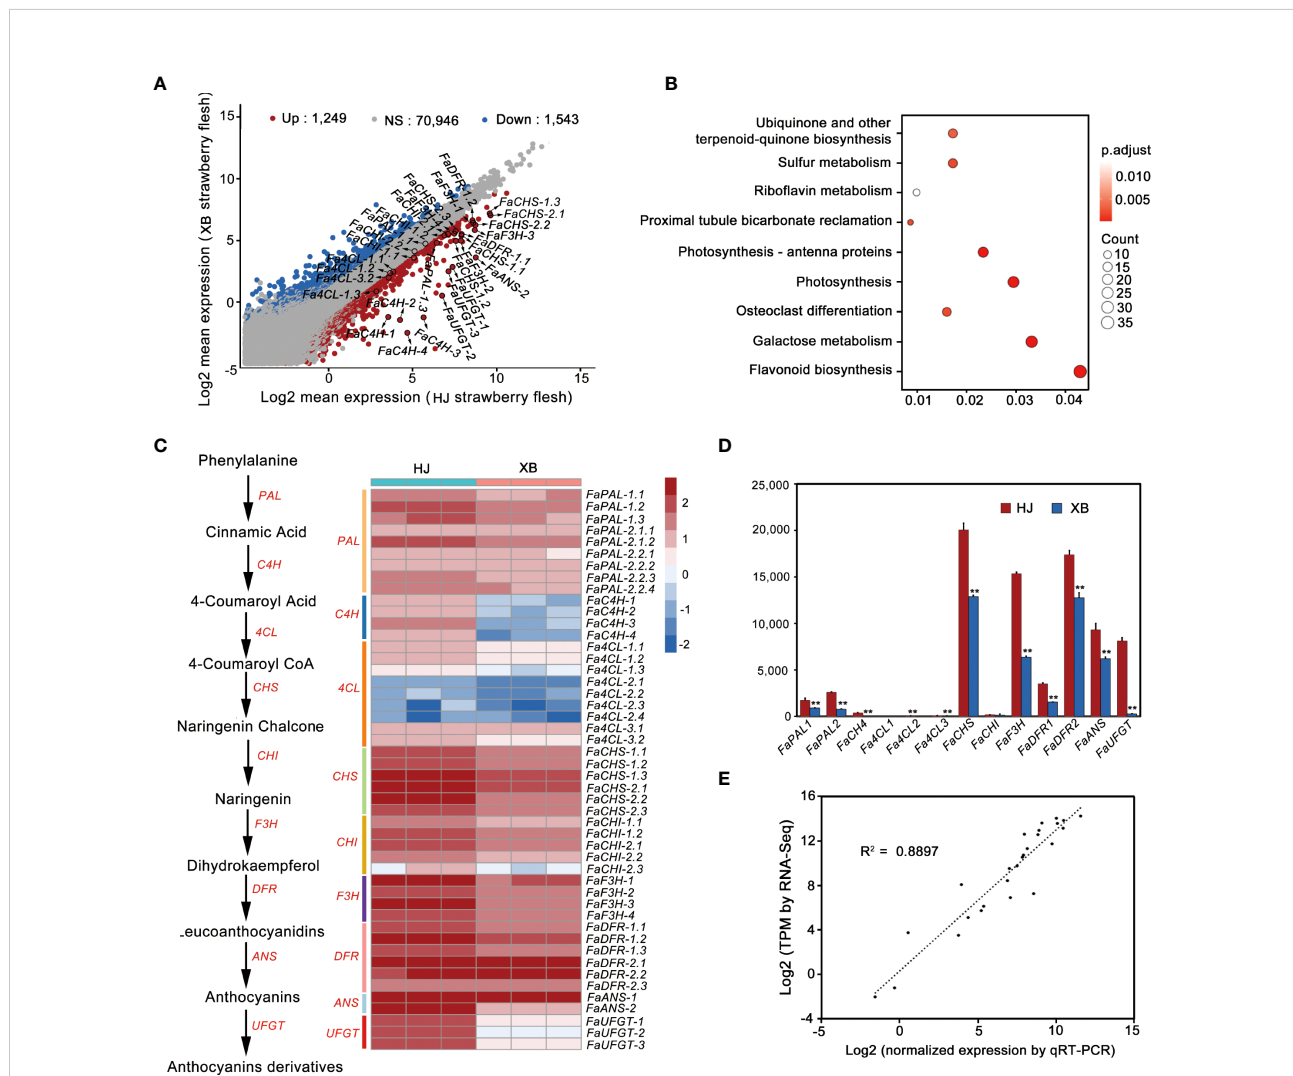 A
Log2 mean expression (XB strawberry flesh)
15
10
5
0
-5
Up : 1,249
NS : 70,946
Down : 1,543
FaDFR-1.2
FaCHS-1.3
FaCHS-2.1
FaCHS-2.2
FaF3H-3
FaDFR-1.1
FaCHS-1.1
FaANS-2
FaF3H-2
FaCHS-1.2
FaUFGT-1
FaUFGT-3
FaUFGT-2
FaPAL-1.3
Fa4CL-1.1
Fa4CL-1.2
Fa4CL-3.2
Fa4CL-1.3
FaC4H-2
FaC4H-1
FaC4H-3
FaC4H-4
0
5
10
15
Log2 mean expression (HJ strawberry flesh)
B
Ubiquinone and other
terpenoid-quinone biosynthesis
Sulfur metabolism
Riboflavin metabolism
Proximal tubule bicarbonate reclamation
Photosynthesis - antenna proteins
Photosynthesis
Osteoclast differentiation
Galactose metabolism
Flavonoid biosynthesis
0.01
0.02
0.03
0.04
p.adjust
0.010
0.005
Count
10
15
20
25
30
35
C
Phenylalanine
PAL
Cinnamic Acid
C4H
4-Coumaroyl Acid
4CL
4-Coumaroyl CoA
CHS
Naringenin Chalcone
CHI
Naringenin
F3H
Dihydrokaempferol
DFR
Leucoanthocyanidins
ANS
Anthocyanins
UFGT
Anthocyanins derivatives
HJ
XB
PAL
C4H
4CL
CHS
CHI
F3H
DFR
ANS
UFGT
FaPAL-1.1
FaPAL-1.2
FaPAL-1.3
FaPAL-2.1.1
FaPAL-2.1.2
FaPAL-2.2.1
FaPAL-2.2.2
FaPAL-2.2.3
FaPAL-2.2.4
FaC4H-1
FaC4H-2
FaC4H-3
FaC4H-4
Fa4CL-1.1
Fa4CL-1.2
Fa4CL-1.3
Fa4CL-2.1
Fa4CL-2.2
Fa4CL-2.3
Fa4CL-2.4
Fa4CL-3.1
Fa4CL-3.2
FaCHS-1.1
FaCHS-1.2
FaCHS-1.3
FaCHS-2.1
FaCHS-2.2
FaCHS-2.3
FaCHI-1.1
FaCHI-1.2
FaCHI-2.1
FaCHI-2.2
FaCHI-2.3
FaF3H-1
FaF3H-2
FaF3H-3
FaF3H-4
FaDFR-1.1
FaDFR-1.2
FaDFR-1.3
FaDFR-2.1
FaDFR-2.2
FaDFR-2.3
FaANS-1
FaANS-2
FaUFGT-1
FaUFGT-2
FaUFGT-3
2
1
0
-1
-2
D
25,000
20,000
15,000
10,000
5,000
0
HJ
XB
** ** ** ** ** ** ** ** ** ** **
FaPAL1
FaPAL2
FaCH4
Fa4CL1
Fa4CL2
Fa4CL3
FaCHS
FaCHI
FaF3H
FaDFR1
FaDFR2
FaANS
FaUFGT
E
Log2 (TPM by RNA-Seq)
16
12
8
4
0
-4
R² = 0.8897
-5
0
5
10
15
Log2 (normalized expression by qRT-PCR)